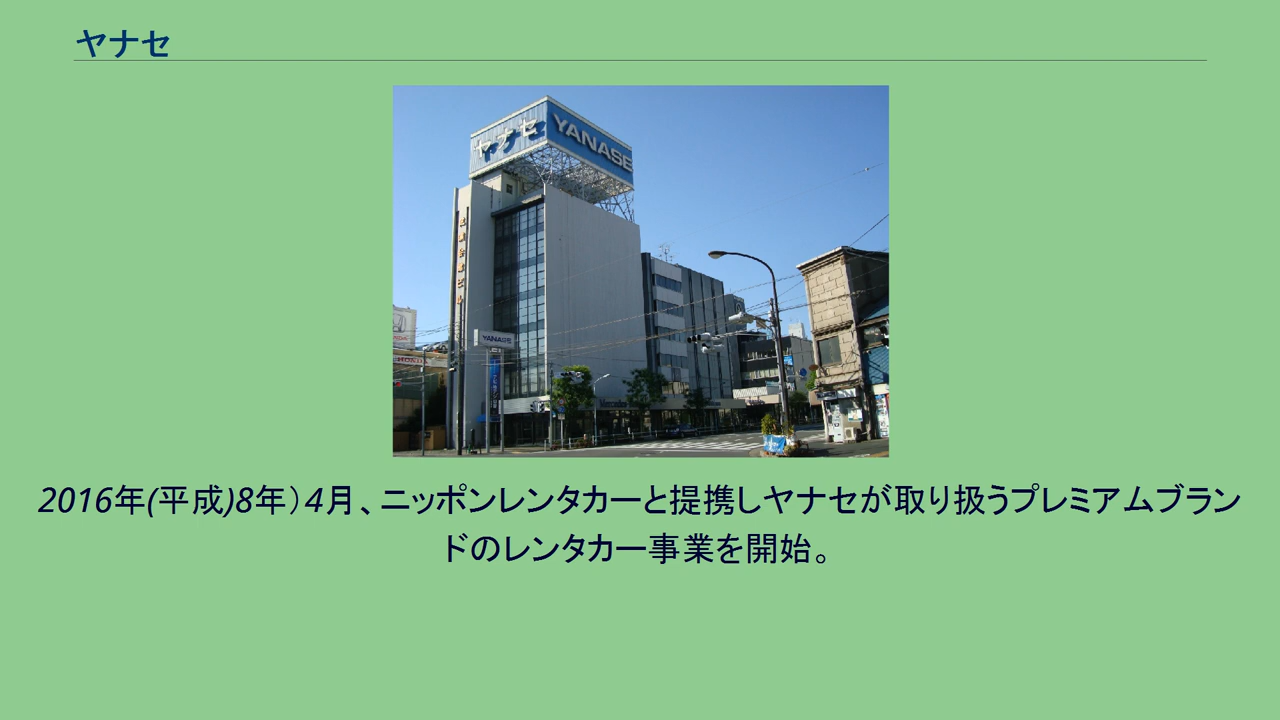 ヤナセ
ヤナセ YANASE
YANASE
HONDA
2016年(平成)8年）4月、ニッポンレンタカーと提携しヤナセが取り扱うプレミアムブラン
ドのレンタカー事業を開始。